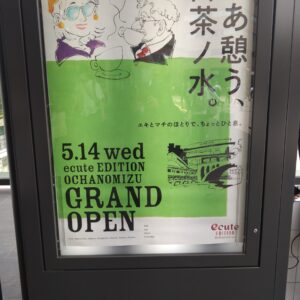 あ憩う、
茶ノ水。
エキとマチのほとりで、ちょっとひと息。
5.14 wed
ecute EDITION
OCHANOMIZU
GRAND
OPEN
ecute
EDITION